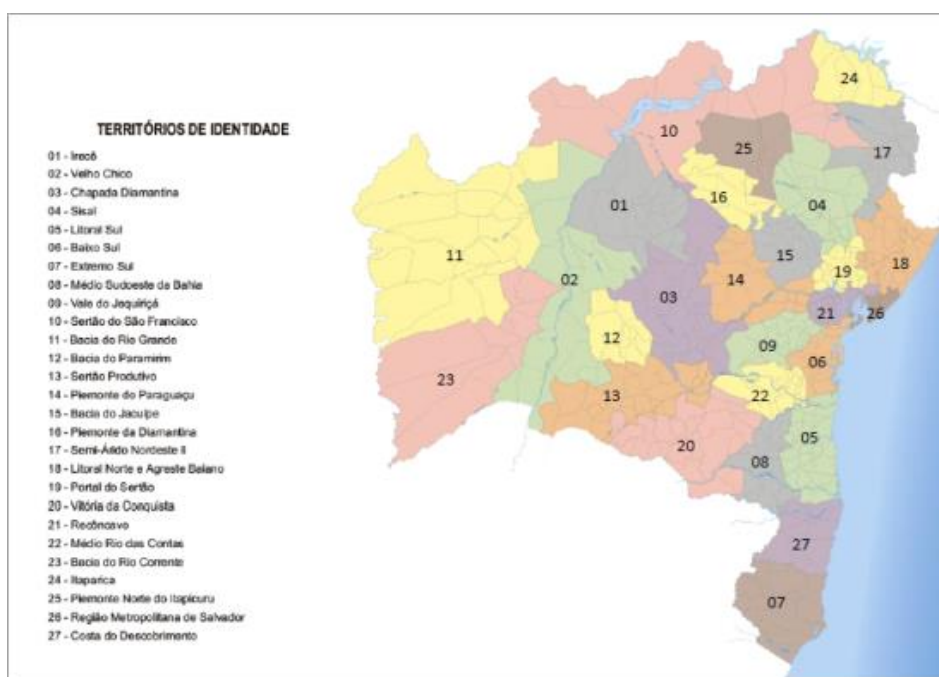 TERRITÓRIOS DE IDENTIDADE
01 - Irecê
02 - Velho Chico
03 - Chapada Diamantina
04 - Sisal
05 - Litoral Sul
06 - Baixo Sul
07 - Extremo Sul
08 - Médio Sudoeste da Bahia
09 - Vale do Jequiriçá
10 - Sertão do São Francisco
11 - Bacia do Rio Grande
12 - Bacia do Paramirim
13 - Sertão Produtivo
14 - Piemonte do Paraguaçu
15 - Bacia do Jacuípe
16 - Piemonte da Diamantina
17 - Semi-Árido Nordeste II
18 - Litoral Norte e Agreste Baiano
19 - Portal do Sertão
20 - Vitória da Conquista
21 - Recôncavo
22 - Médio Rio das Contas
23 - Bacia do Rio Corrente
24 - Itaparica
25 - Piemonte Norte do Itapicuru
26 - Região Metropolitana de Salvador
27 - Costa do Descobrimento
24
10
25
17
16
01
04
11
15
19
18
02
14
03
21
26
12
09
06
23
13
22
20
05
08
27
07